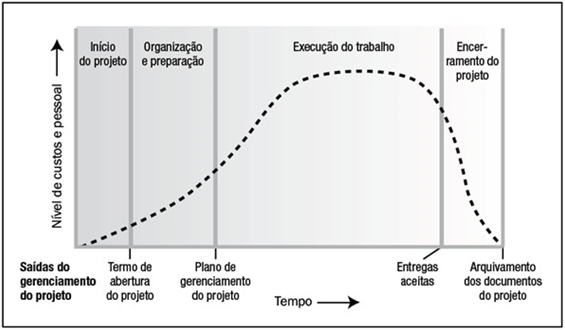 Início
do projeto
Organização
e preparação
Execução do trabalho
Encer-
ramento do
projeto
Nível de custos e pessoal
Saídas do
gerenciamento
do projeto
Termo de
abertura
do projeto
Plano de
gerenciamento
do projeto
Entregas
aceitas
Arquivamento
dos documentos
do projeto
Tempo